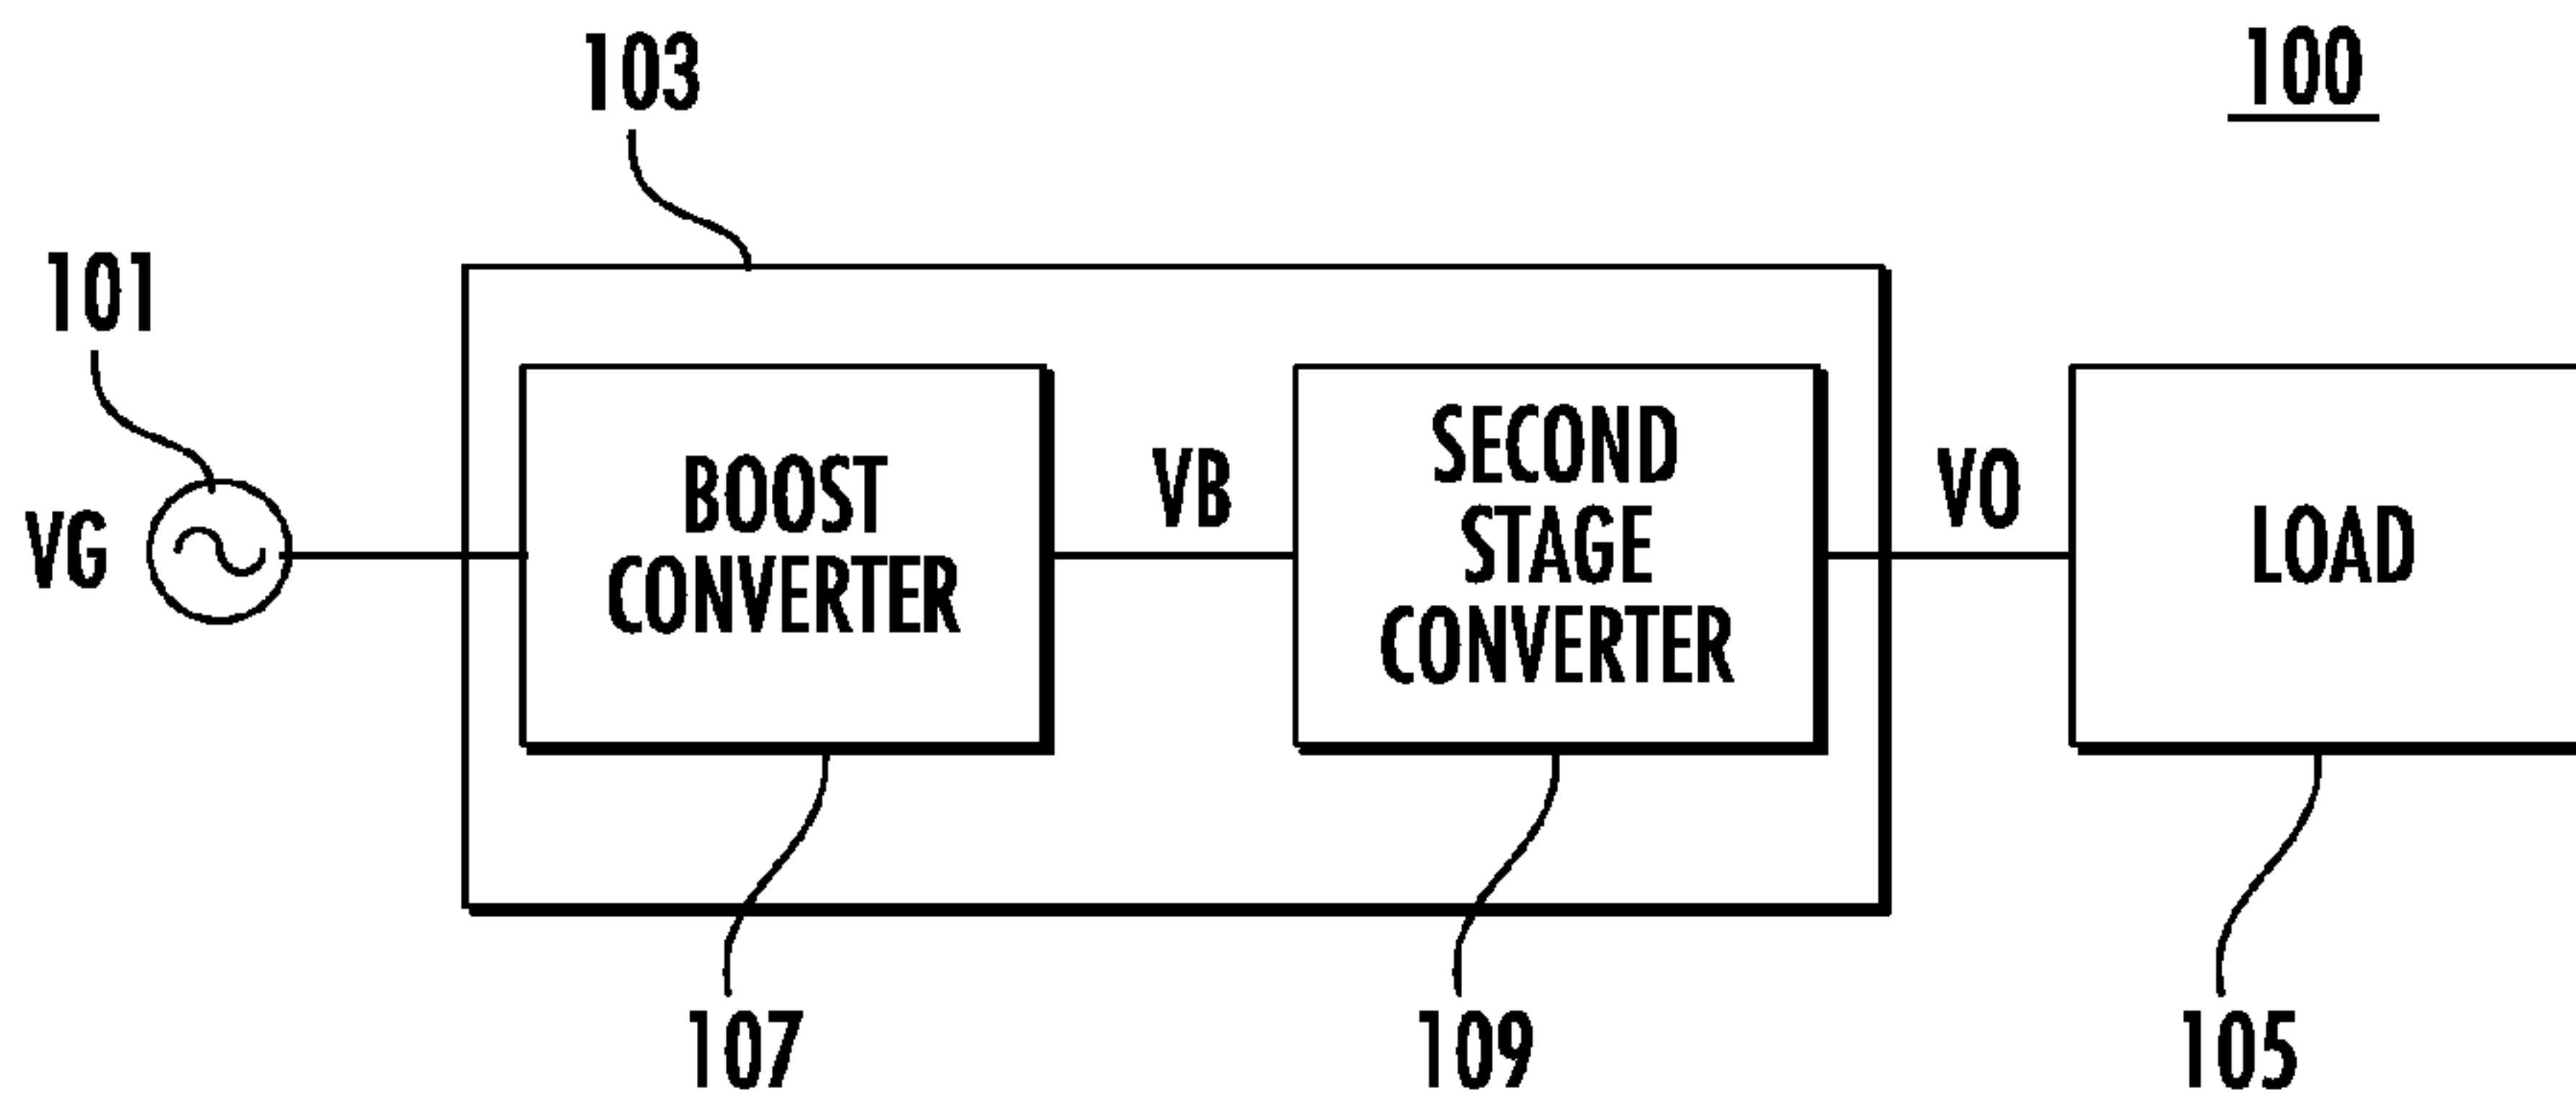 100
103
101
VG
BOOST
CONVERTER
VB
SECOND
STAGE
CONVERTER
VO
LOAD
107
109
105